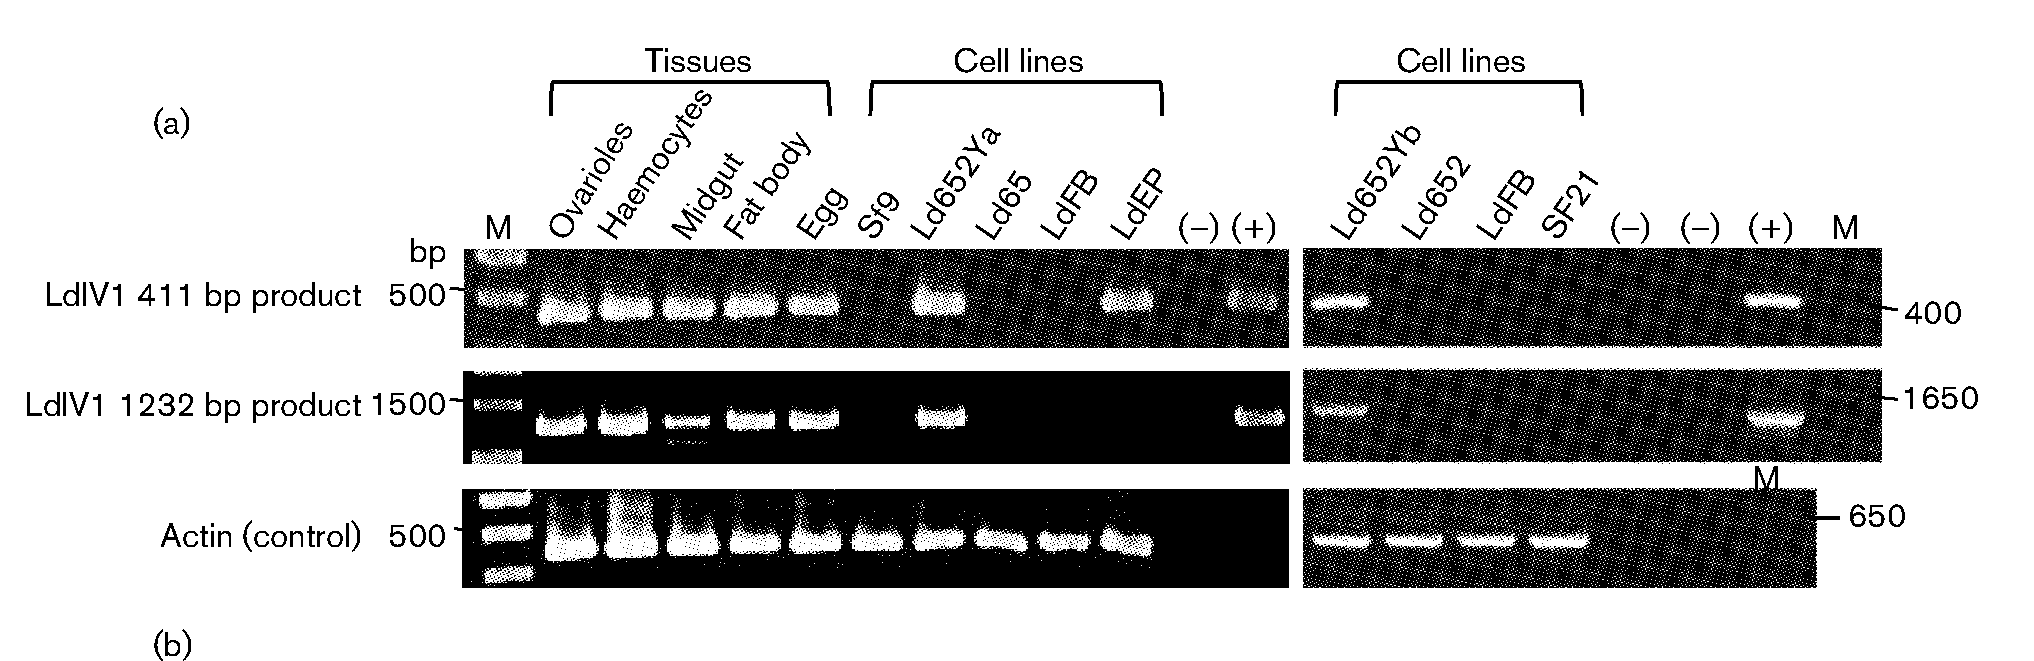 Tissues Cell lines Cell lines
(a)
Ovarioles Haemocytes Midgut Fat body Egg Sf9 Ld652Ya Ld65 LdFB LdEP Ld652Yb Ld652 LdFB SF21
M (–) (+) (–) (–) (+) M
bp
LdIV1 411 bp product 500 400
LdIV1 1232 bp product 1500 1650
M
Actin (control) 500 650
(b)